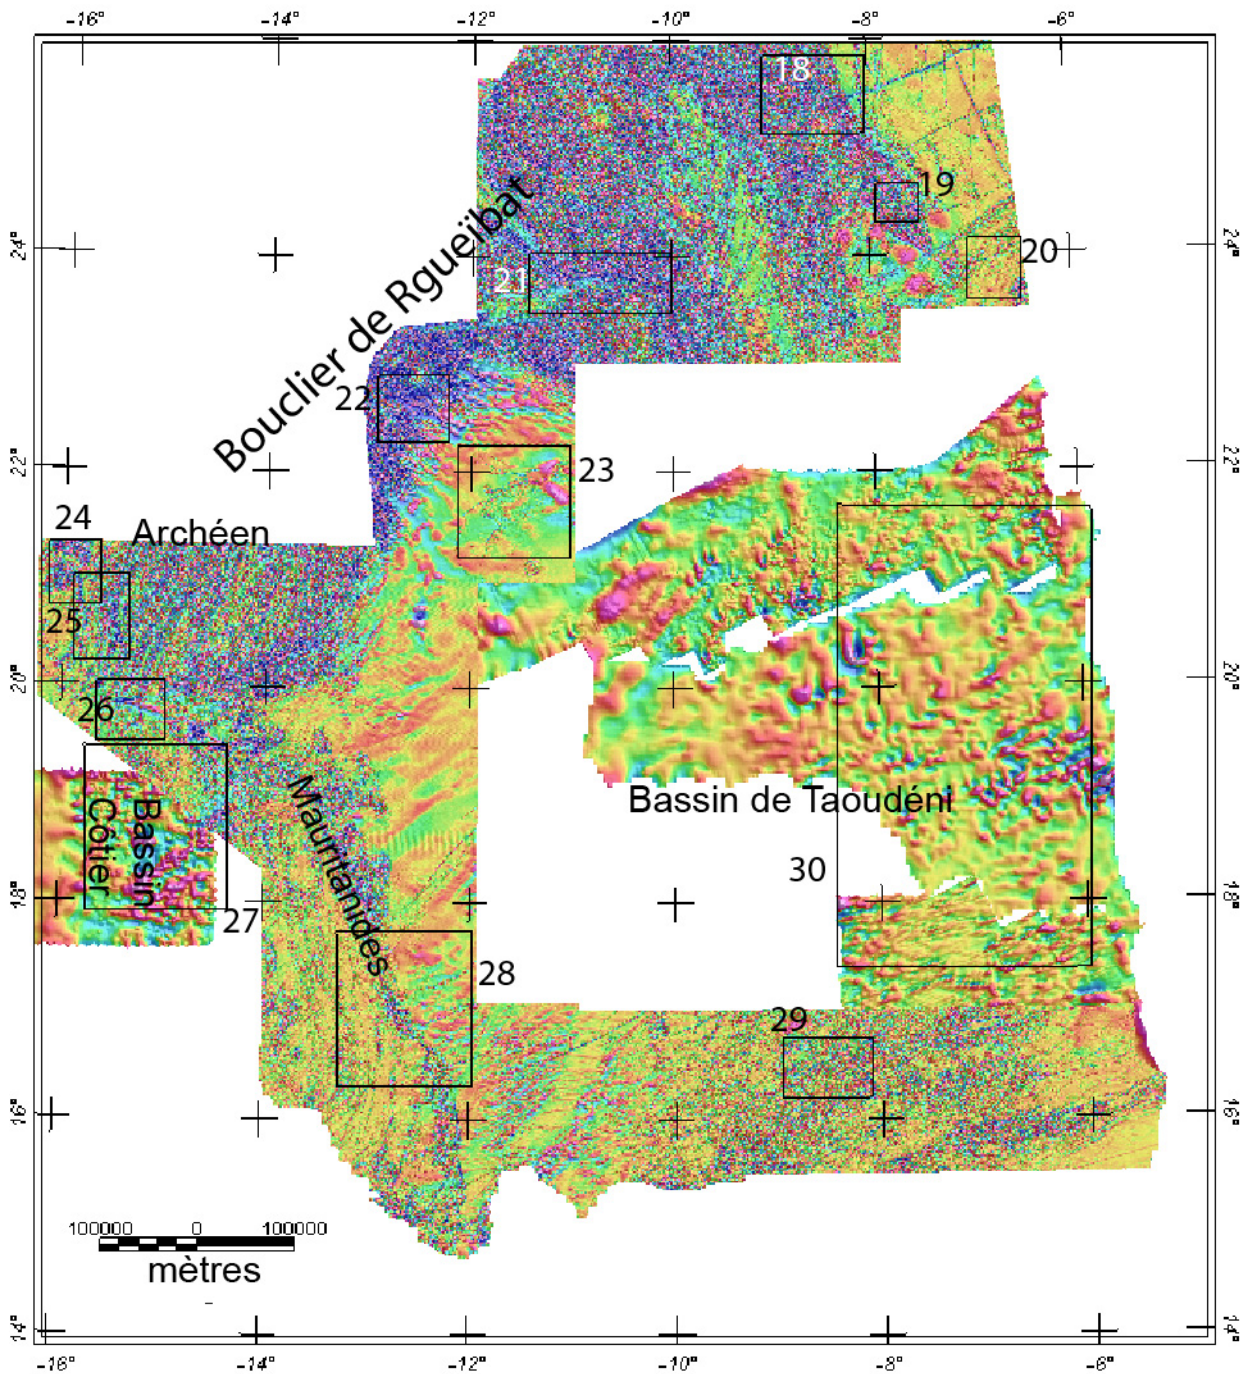 -16° -14° -12° -10° -8° -6°
18
19
24° 24°
20
Bouclier de Rgueïbat
21
22
22° 22°
23
24
Archéen
25
20° 20°
26
Mauritanides
Bassin
Côtier
Bassin de Taoudéni
30
18° 18°
27
28
29
16° 16°
100000 0 100000
mètres
14° 14°
-16° -14° -12° -10° -8° -6°